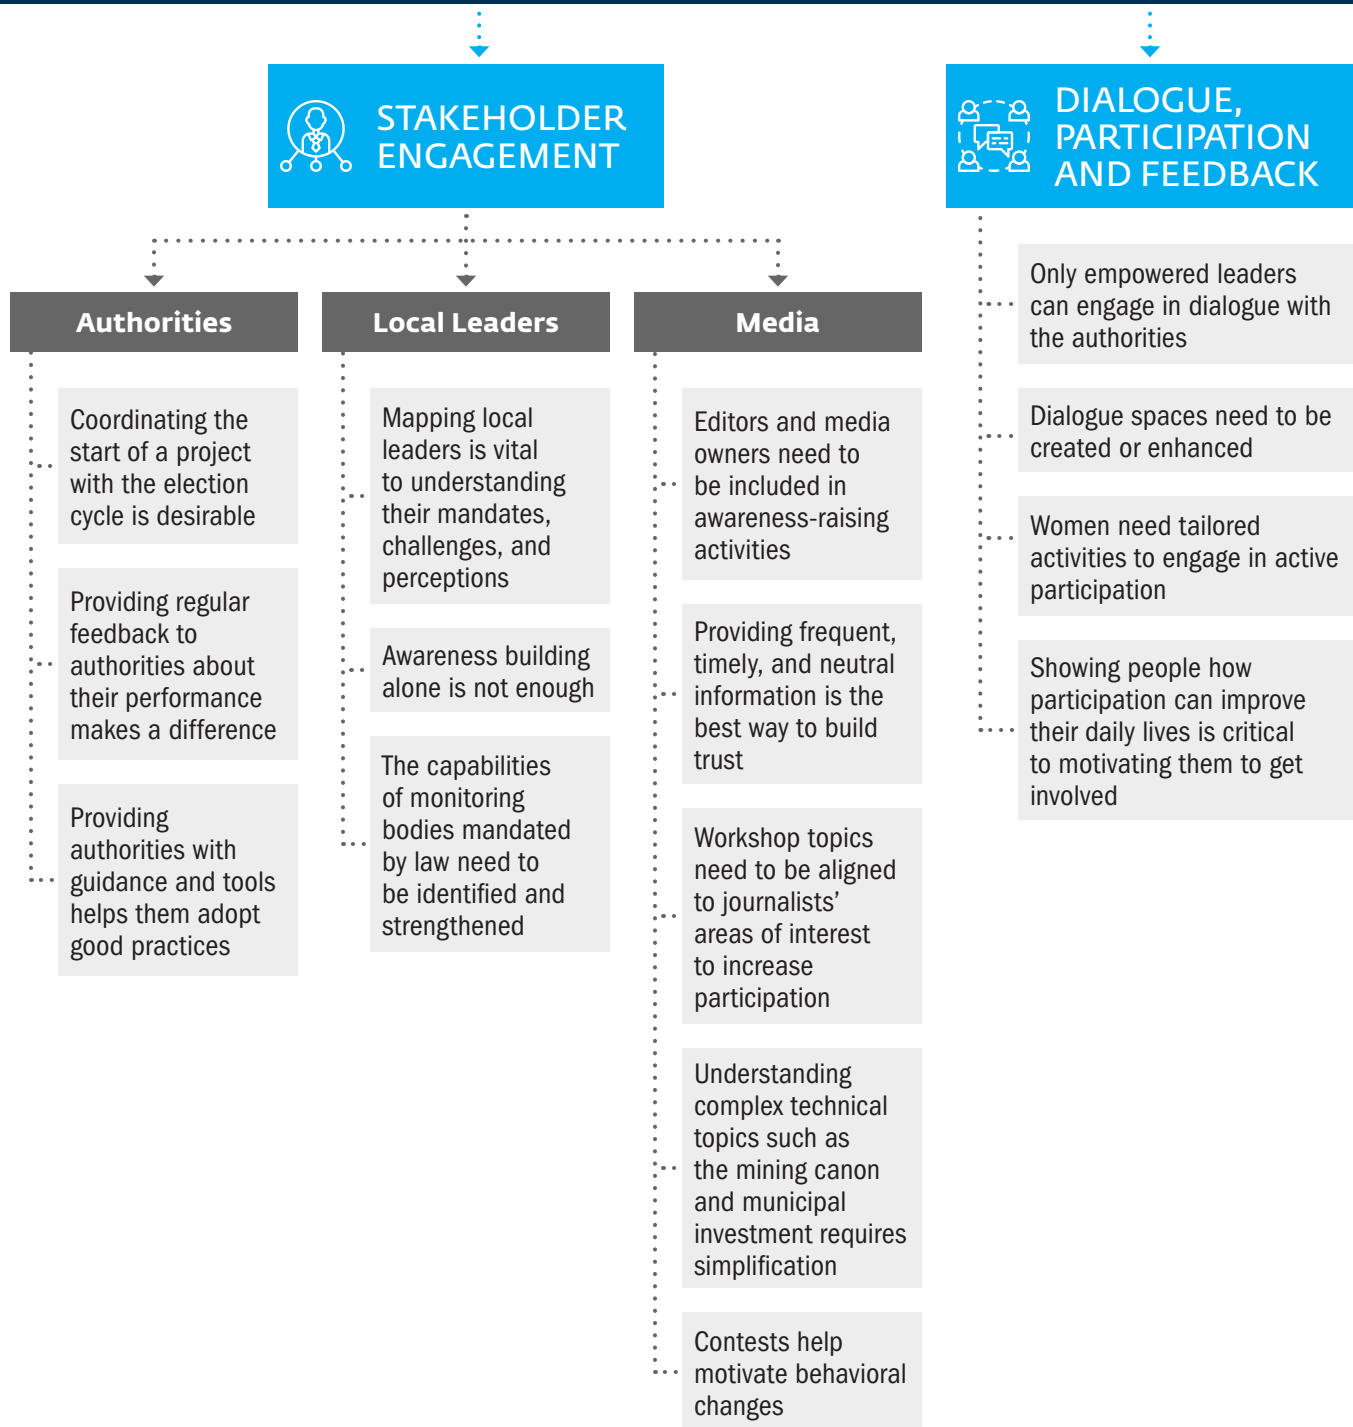 STAKEHOLDER
ENGAGEMENT
Authorities
Coordinating the
start of a project
with the election
cycle is desirable
Providing regular
feedback to
authorities about
their performance
makes a difference
Providing
authorities with
guidance and tools
helps them adopt
good practices
Local Leaders
Mapping local
leaders is vital
to understanding
their mandates,
challenges, and
perceptions
Awareness building
alone is not enough
The capabilities
of monitoring
bodies mandated
by law need to
be identified and
strengthened
Media
Editors and media
owners need to
be included in
awareness-raising
activities
Providing frequent,
timely, and neutral
information is the
best way to build
trust
Workshop topics
need to be aligned
to journalists’
areas of interest
to increase
participation
Understanding
complex technical
topics such as
the mining canon
and municipal
investment requires
simplification
Contests help
motivate behavioral
changes
DIALOGUE,
PARTICIPATION
AND FEEDBACK
Only empowered leaders
can engage in dialogue with
the authorities
Dialogue spaces need to be
created or enhanced
Women need tailored
activities to engage in active
participation
Showing people how
participation can improve
their daily lives is critical
to motivating them to get
involved